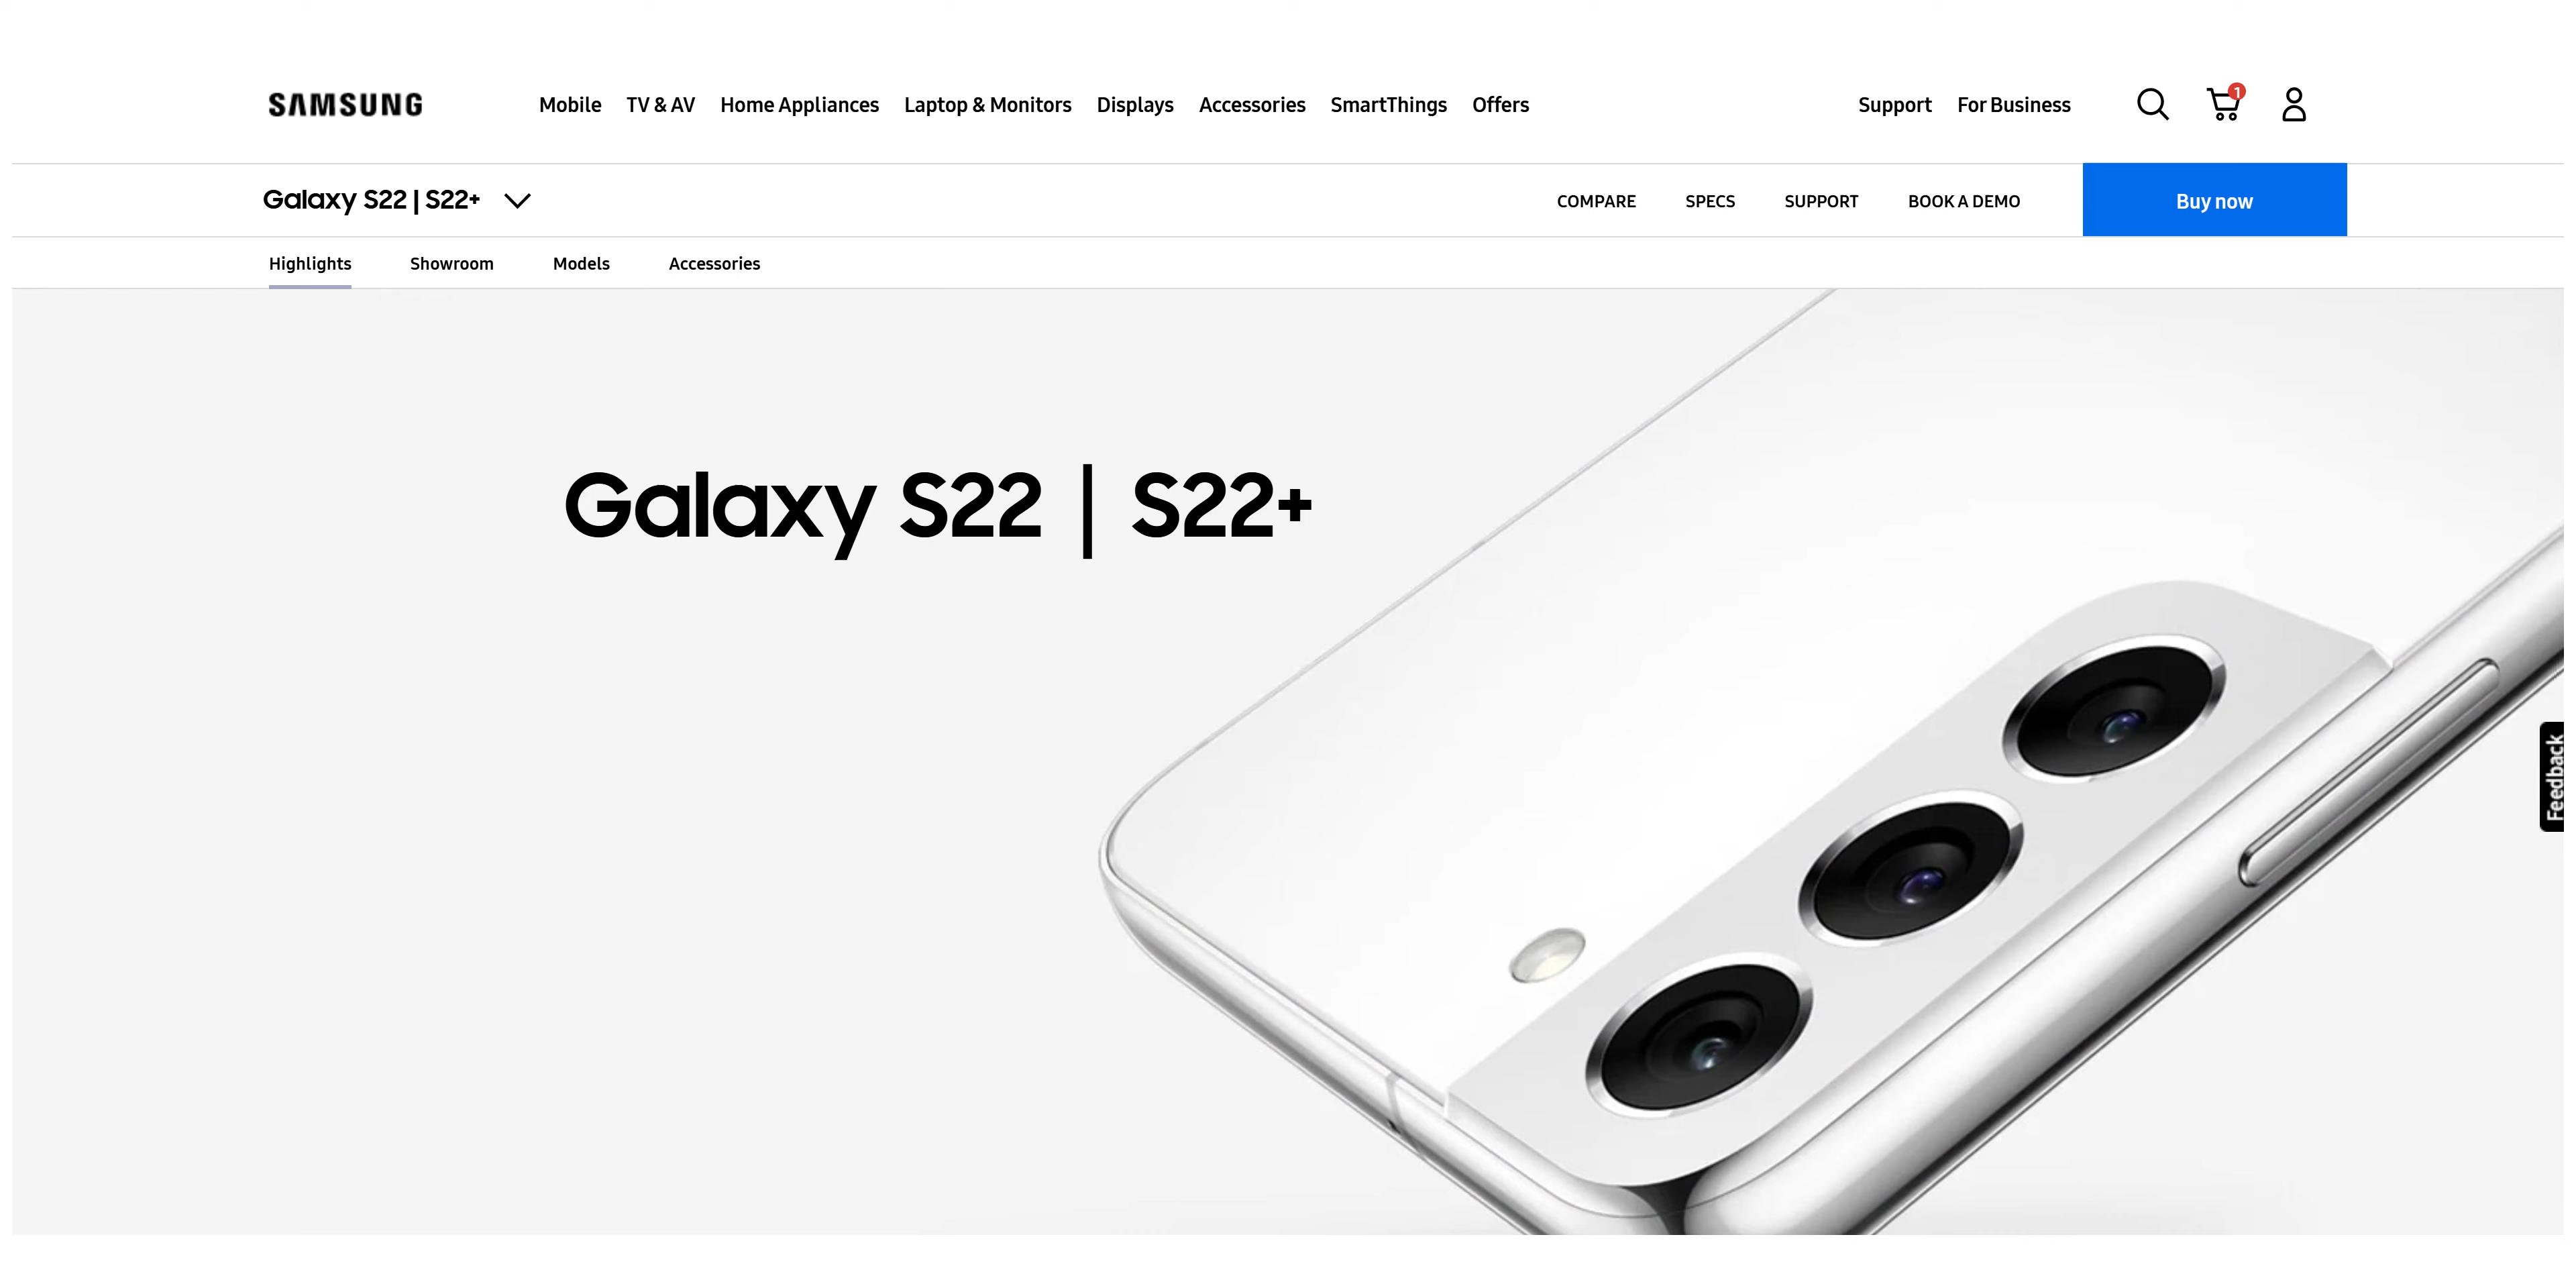 SAMSUNG Mobile TV & AV Home Appliances Laptop & Monitors Displays Accessories SmartThings Offers Support For Business 1
Galaxy S22 | S22+ COMPARE SPECS SUPPORT BOOK A DEMO Buy now
Highlights Showroom Models Accessories
Galaxy S22 | S22+
Feedback